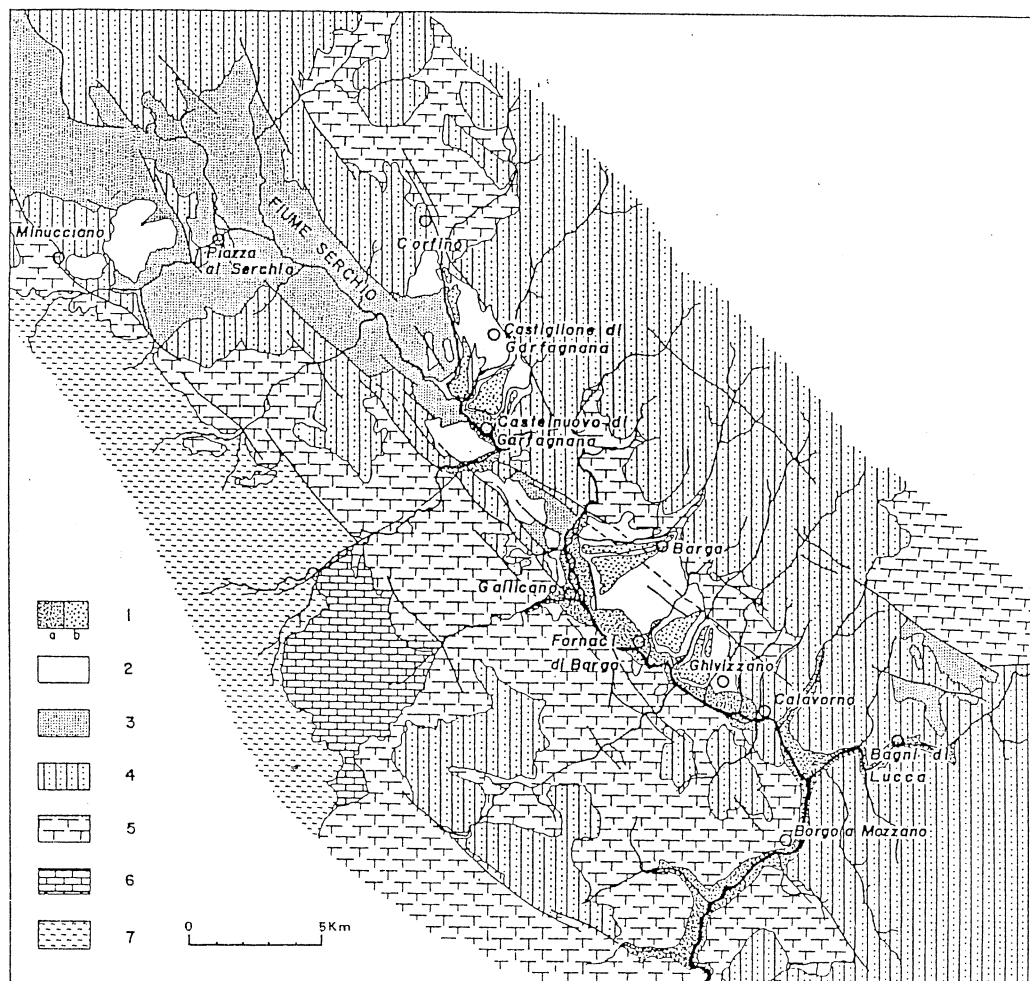 Minucciano
Piazza
al Serchio
FIUME SERCHIO
Corfino
Castiglione di
Garfagnana
Castelnuovo di
Garfagnana
Barga
Gallicano
Fornaci
di Barga
Ghivizzano
Calavorno
Bagni di
Lucca
Borgo a Mozzano
1
a b
2
3
4
5
6
7
0 5Km